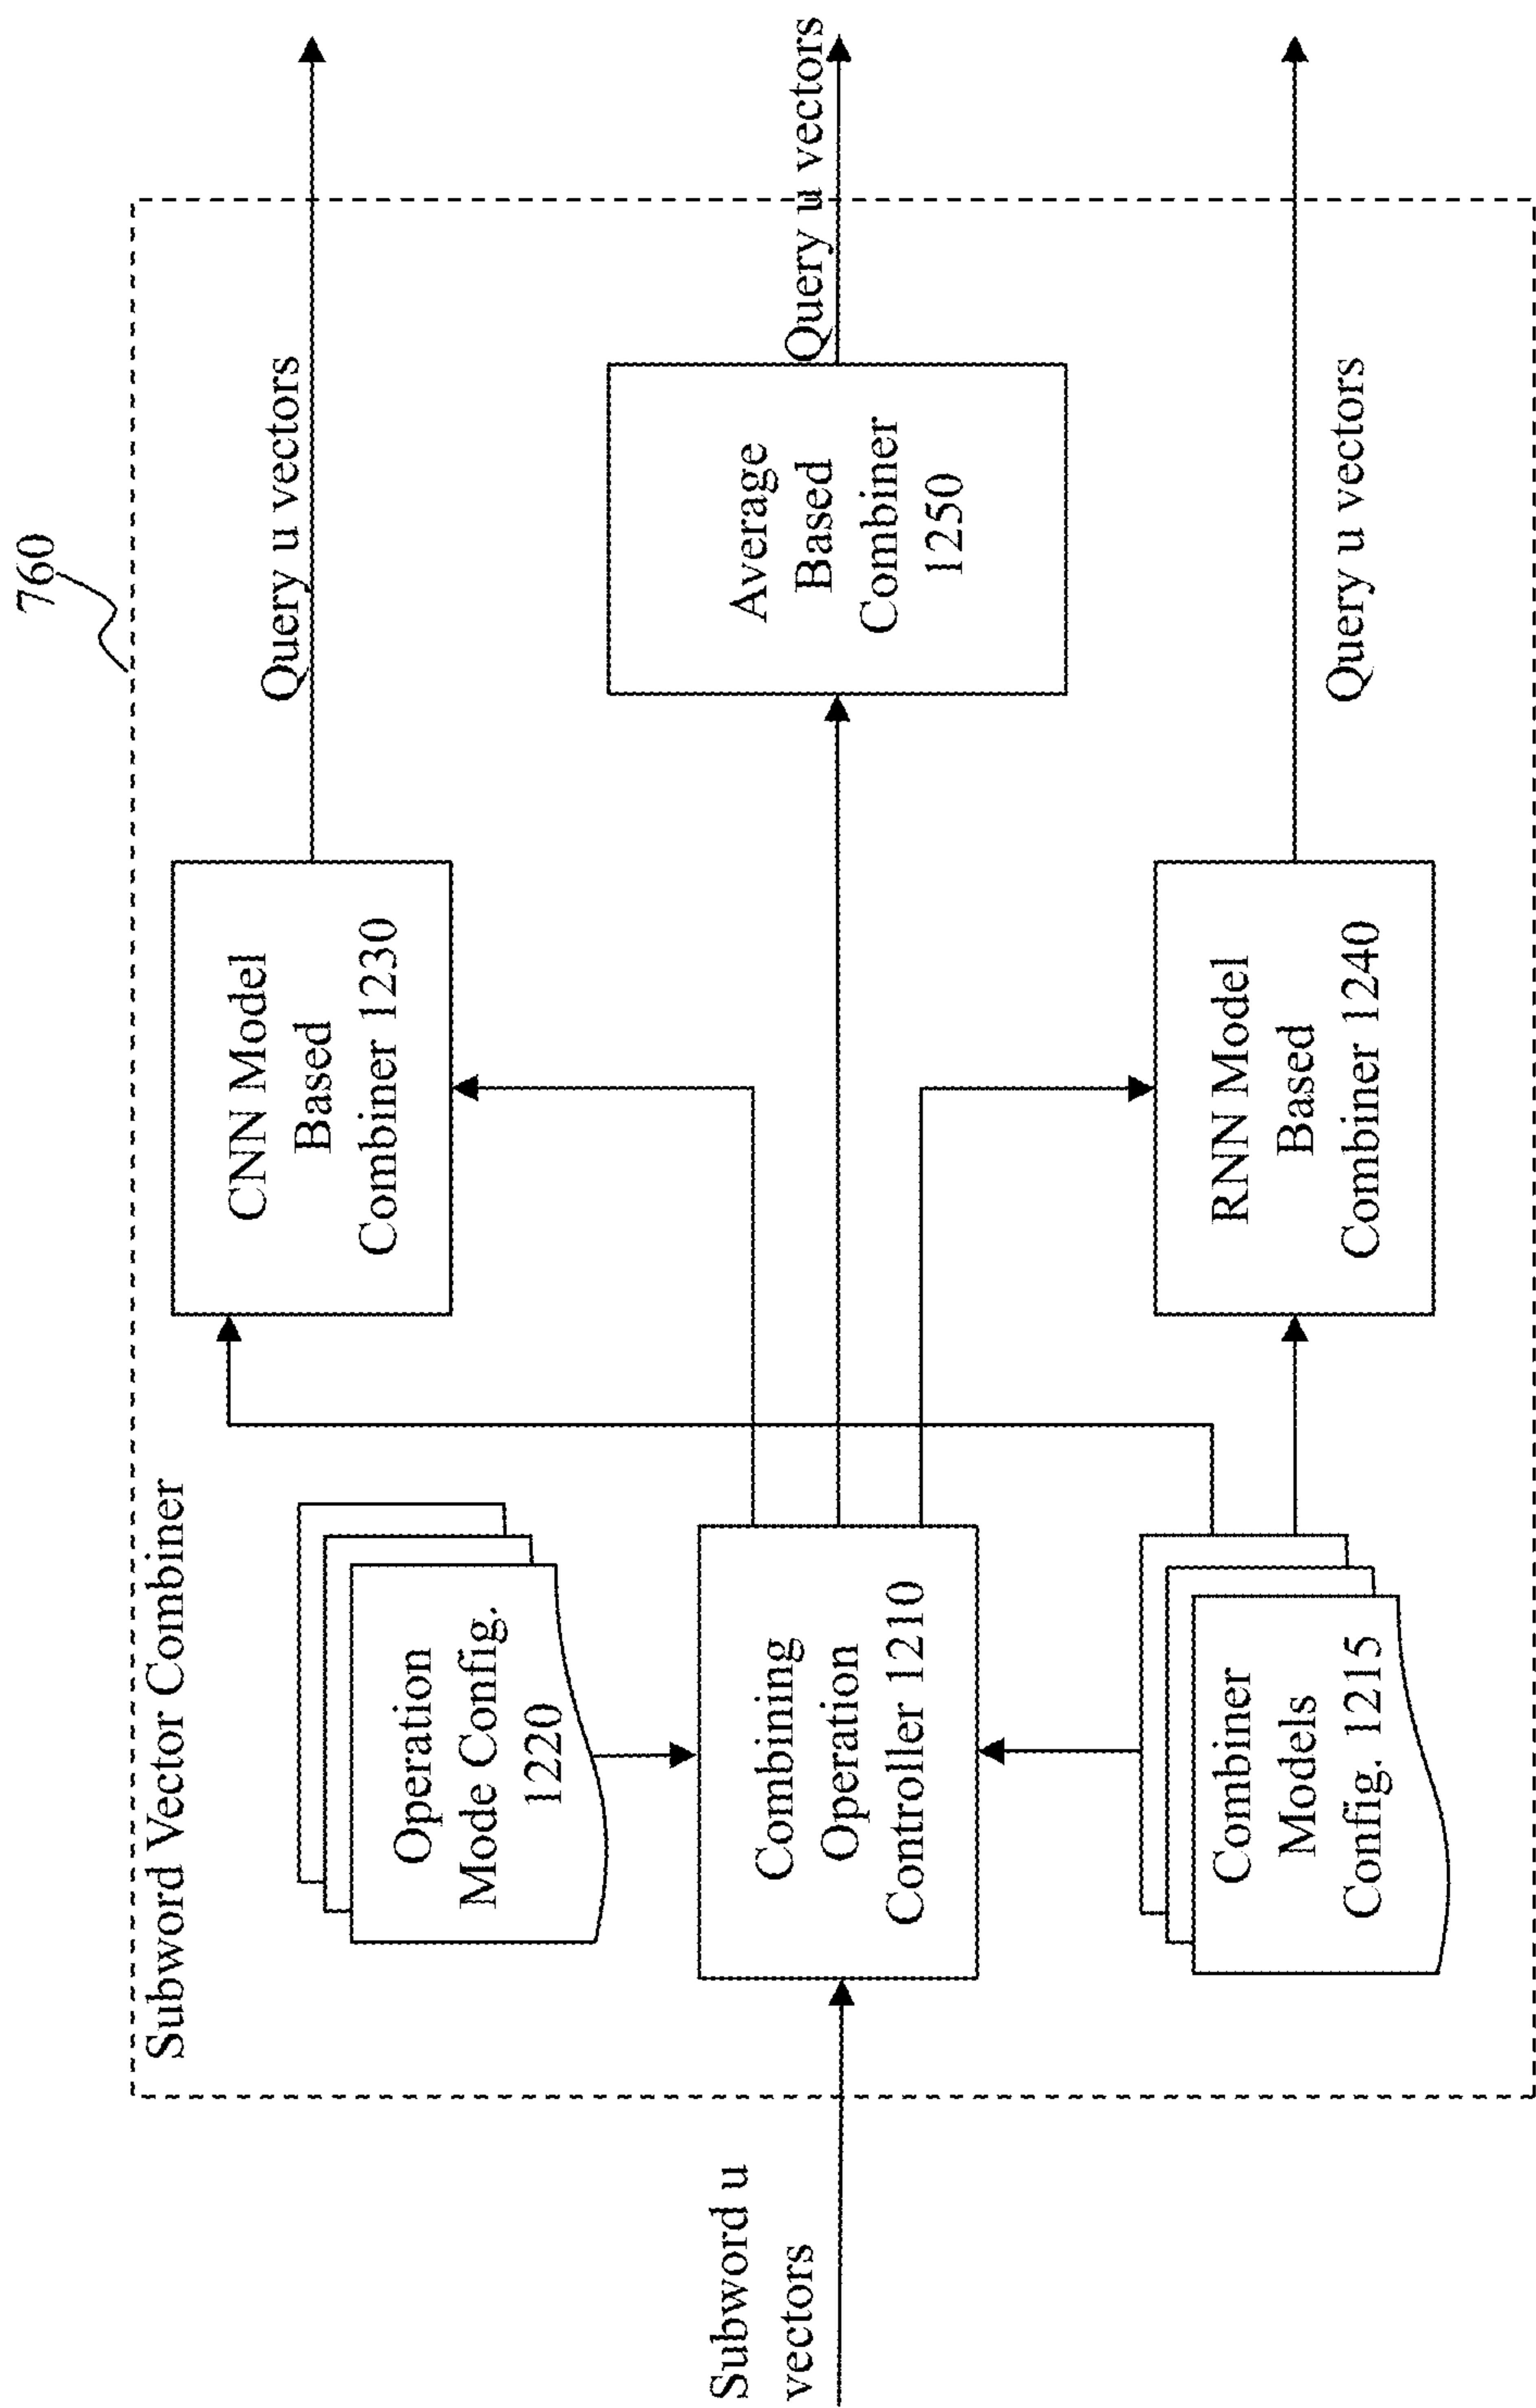 760
Subword Vector Combiner
Operation
Mode Config.
1220
CNN Model
Based
Combiner 1230
Query u vectors
Subword u
vectors
Combining
Operation
Controller 1210
Average
Based
Combiner
1250
Query u vectors
Combiner
Models
Config. 1215
RNN Model
Based
Combiner 1240
Query u vectors